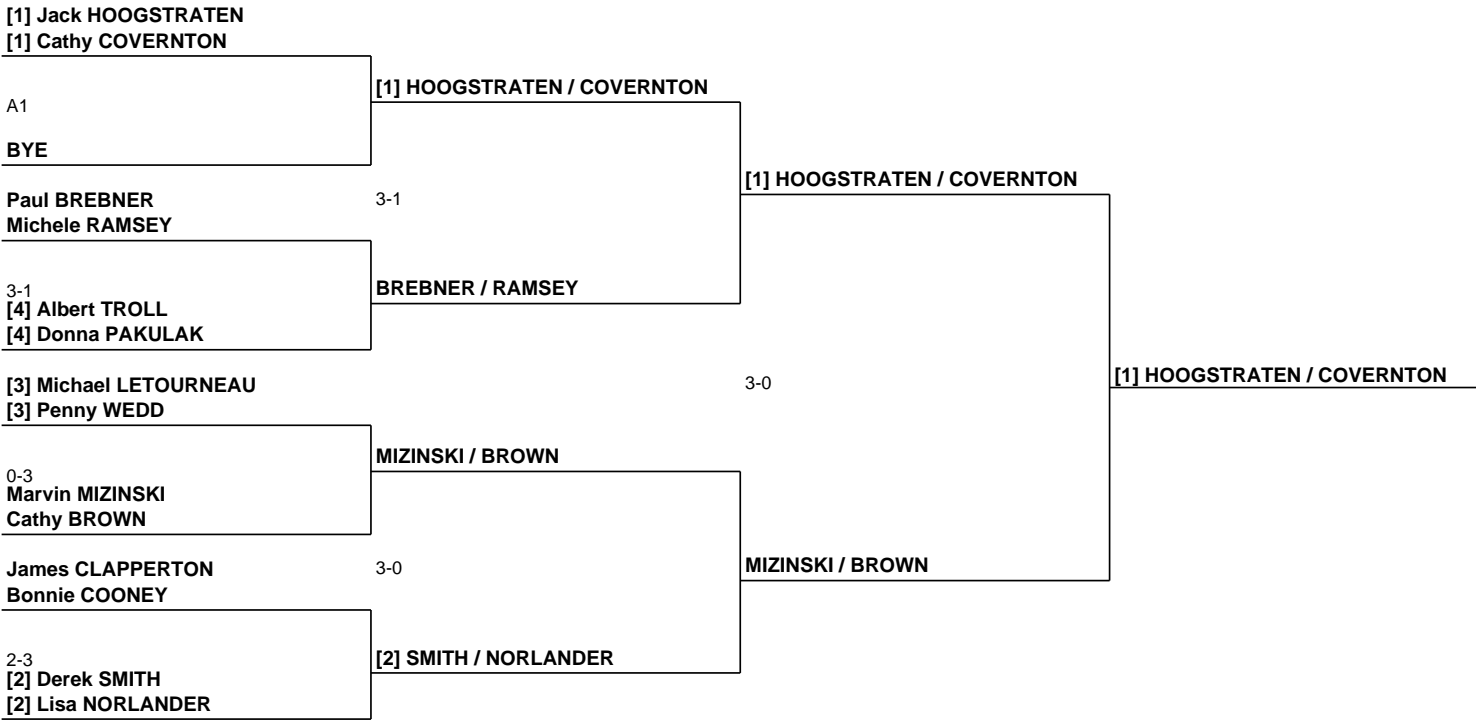 [1] Jack HOOGSTRATEN
[1] Cathy COVERNTON
[1] HOOGSTRATEN / COVERNTON
A1
BYE
[1] HOOGSTRATEN / COVERNTON
Paul BREBNER
3-1
Michele RAMSEY
BREBNER / RAMSEY
3-1
[4] Albert TROLL
[4] Donna PAKULAK
[1] HOOGSTRATEN / COVERNTON
[3] Michael LETOURNEAU
3-0
[3] Penny WEDD
MIZINSKI / BROWN
0-3
Marvin MIZINSKI
Cathy BROWN
MIZINSKI / BROWN
James CLAPPERTON
3-0
Bonnie COONEY
[2] SMITH / NORLANDER
2-3
[2] Derek SMITH
[2] Lisa NORLANDER